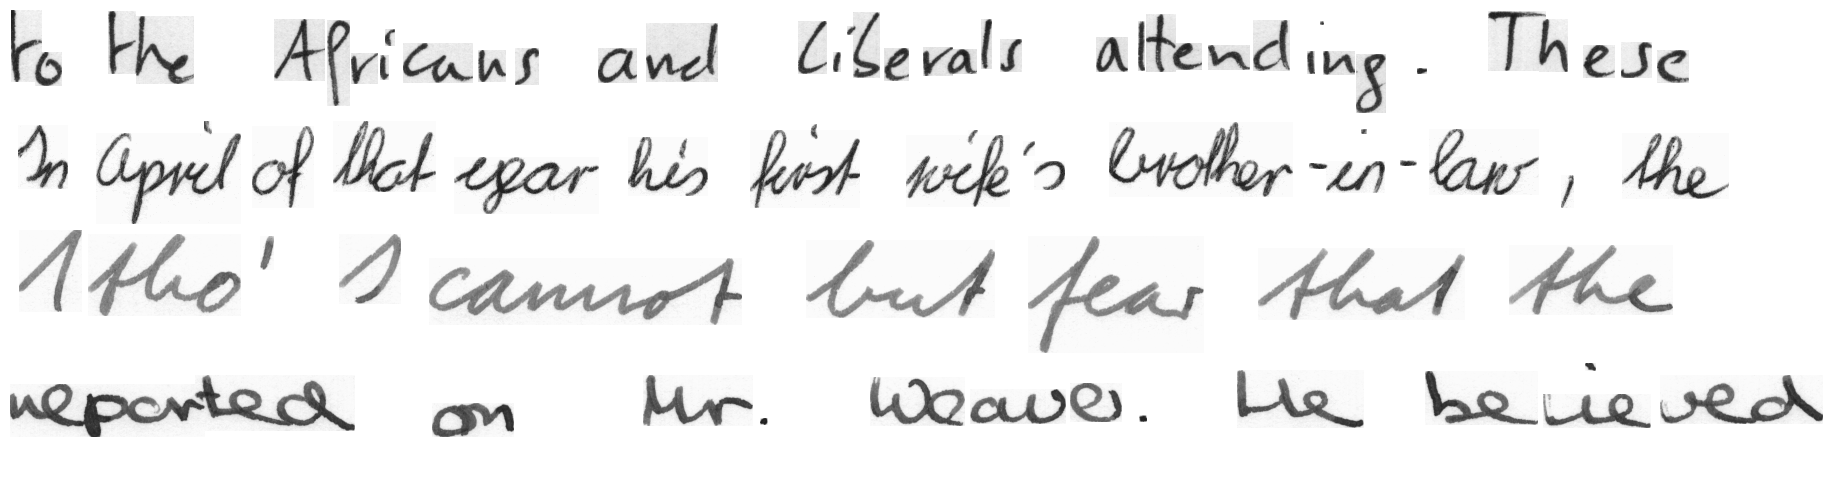 to the Africans and Liberals attending. These
In April of that year his first wife's brother-in-law, the
1 tho' I cannot but fear that the
reported on Mr. Weaver. He believed